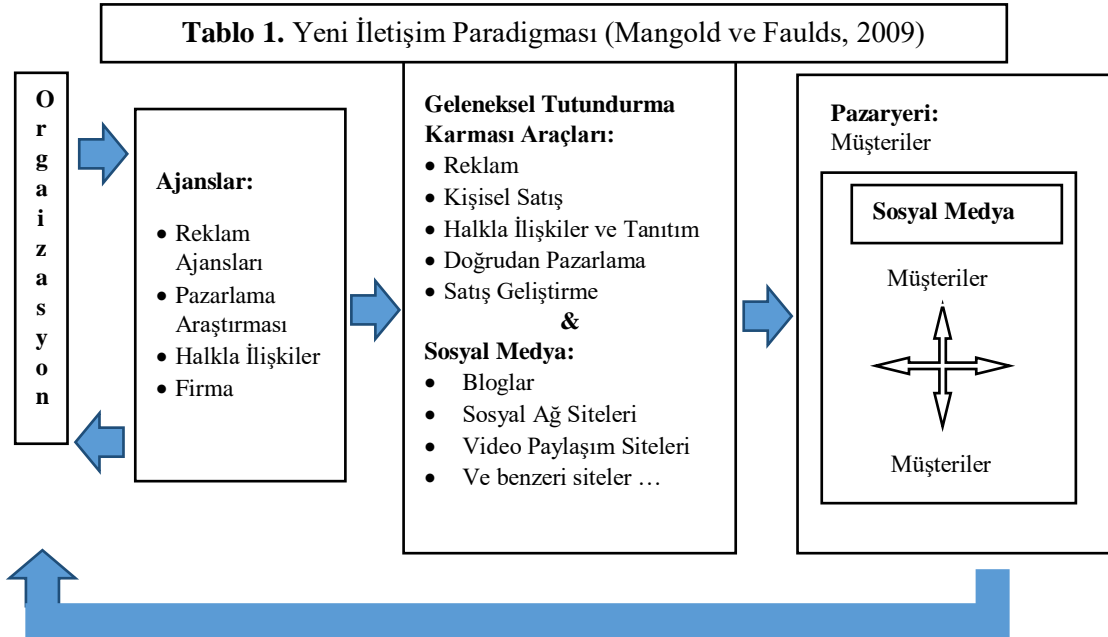 Tablo 1. Yeni İletişim Paradigması (Mangold ve Faulds, 2009)
Orgaizasyon
Ajanslar:
• Reklam
Ajansları
• Pazarlama
Araştırması
• Halkla İlişkiler
• Firma
Geleneksel Tutundurma
Karması Araçları:
• Reklam
• Kişisel Satış
• Halkla İlişkiler ve Tanıtım
• Doğrudan Pazarlama
• Satış Geliştirme
&
Sosyal Medya:
• Bloglar
• Sosyal Ağ Siteleri
• Video Paylaşım Siteleri
• Ve benzeri siteler …
Pazaryeri:
Müşteriler
Sosyal Medya
Müşteriler
Müşteriler